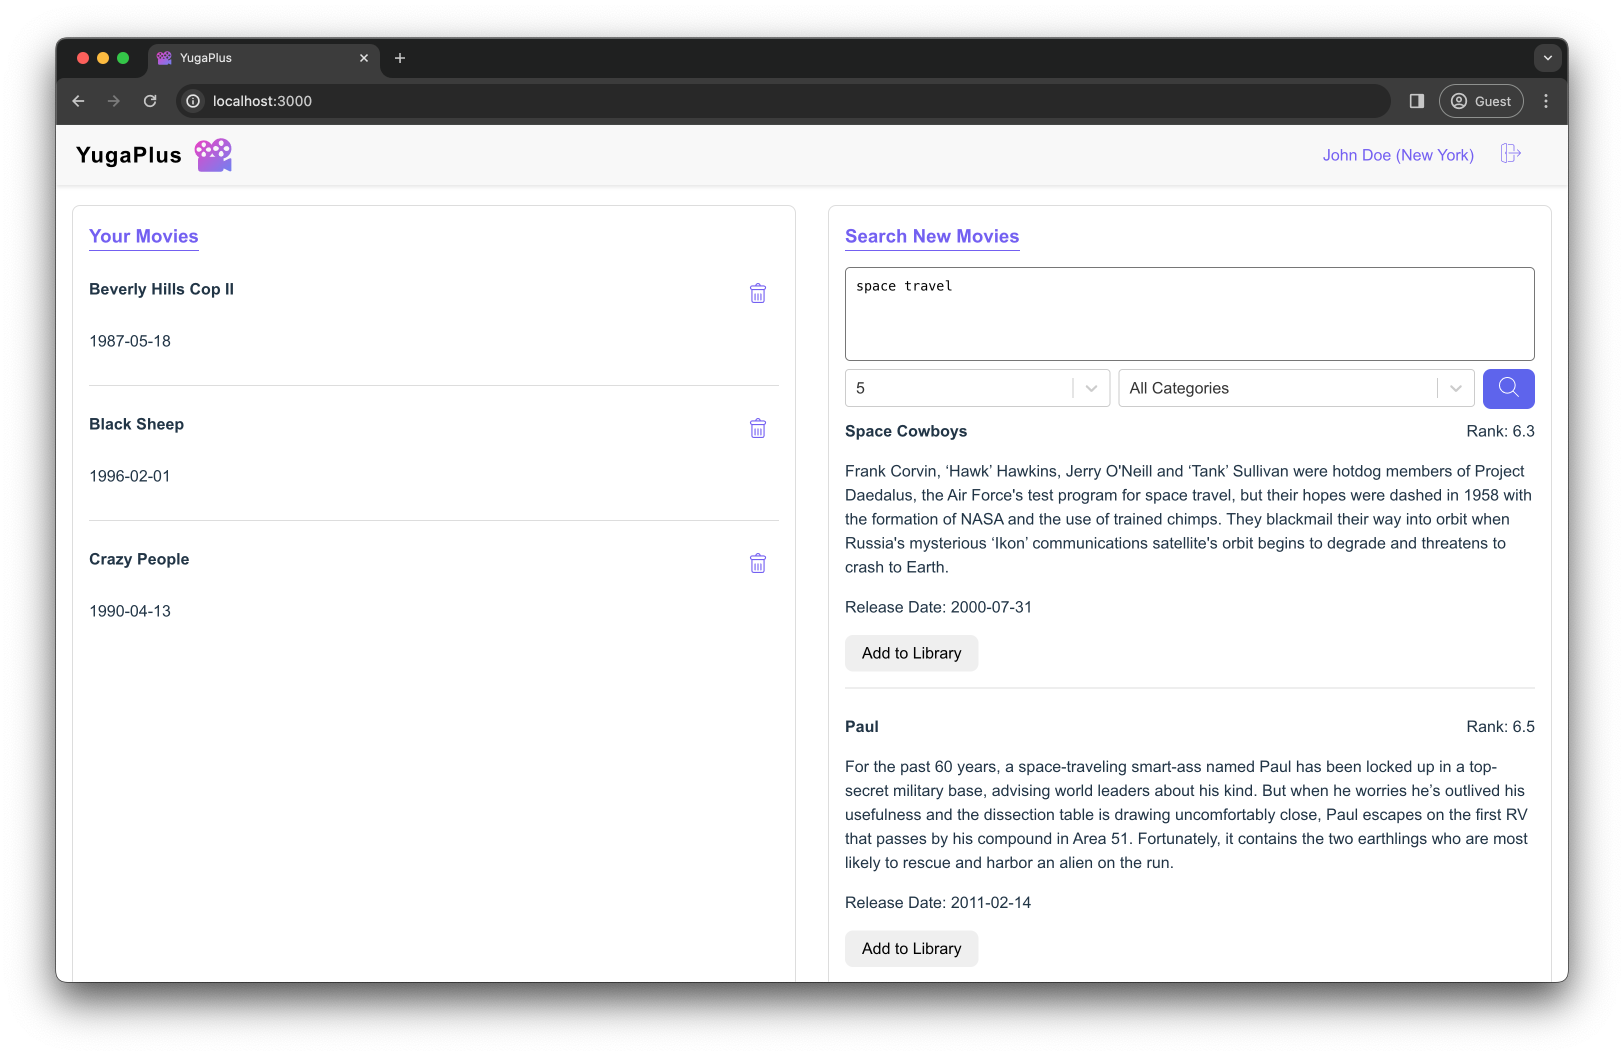 YugaPlus
localhost:3000
Guest
YugaPlus
John Doe (New York)
Your Movies
Beverly Hills Cop II
1987-05-18
Black Sheep
1996-02-01
Crazy People
1990-04-13
Search New Movies
space travel
5
All Categories
Space Cowboys
Rank: 6.3
Frank Corvin, ‘Hawk’ Hawkins, Jerry O'Neill and ‘Tank’ Sullivan were hotdog members of Project
Daedalus, the Air Force's test program for space travel, but their hopes were dashed in 1958 with
the formation of NASA and the use of trained chimps. They blackmail their way into orbit when
Russia's mysterious ‘Ikon’ communications satellite's orbit begins to degrade and threatens to
crash to Earth.
Release Date: 2000-07-31
Add to Library
Paul
Rank: 6.5
For the past 60 years, a space-traveling smart-ass named Paul has been locked up in a top-
secret military base, advising world leaders about his kind. But when he worries he’s outlived his
usefulness and the dissection table is drawing uncomfortably close, Paul escapes on the first RV
that passes by his compound in Area 51. Fortunately, it contains the two earthlings who are most
likely to rescue and harbor an alien on the run.
Release Date: 2011-02-14
Add to Library